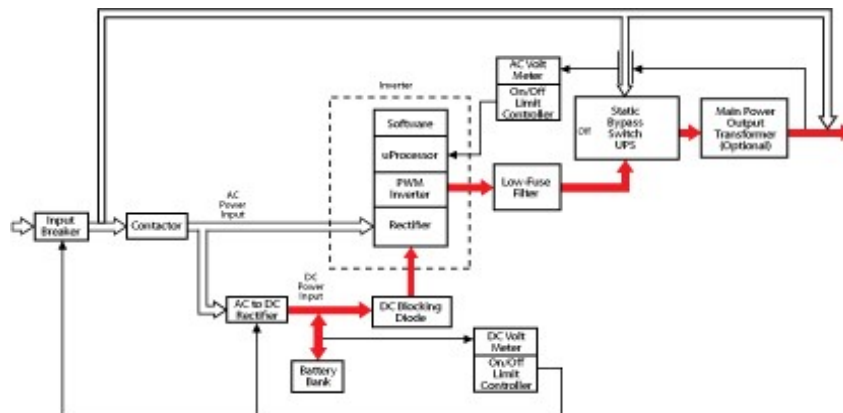 Inverter
AC Volt
Meter
On/Off
Limit
Controller
Off
Static
Bypass
Switch
UPS
Main Power
Output
Transformer
(Optional)
Software
uProcessor
PWM
Inverter
Rectifier
Low-Fuse
Filter
AC
Power
Input
Input
Breaker
Contactor
DC
Power
Input
AC to DC
Rectifier
DC Blocking
Diode
Battery
Bank
DC Volt
Meter
On/Off
Limit
Controller